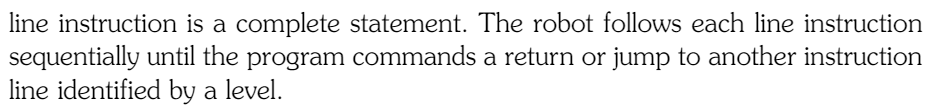 line instruction is a complete statement. The robot follows each line instruction
sequentially until the program commands a return or jump to another instruction
line identified by a level.